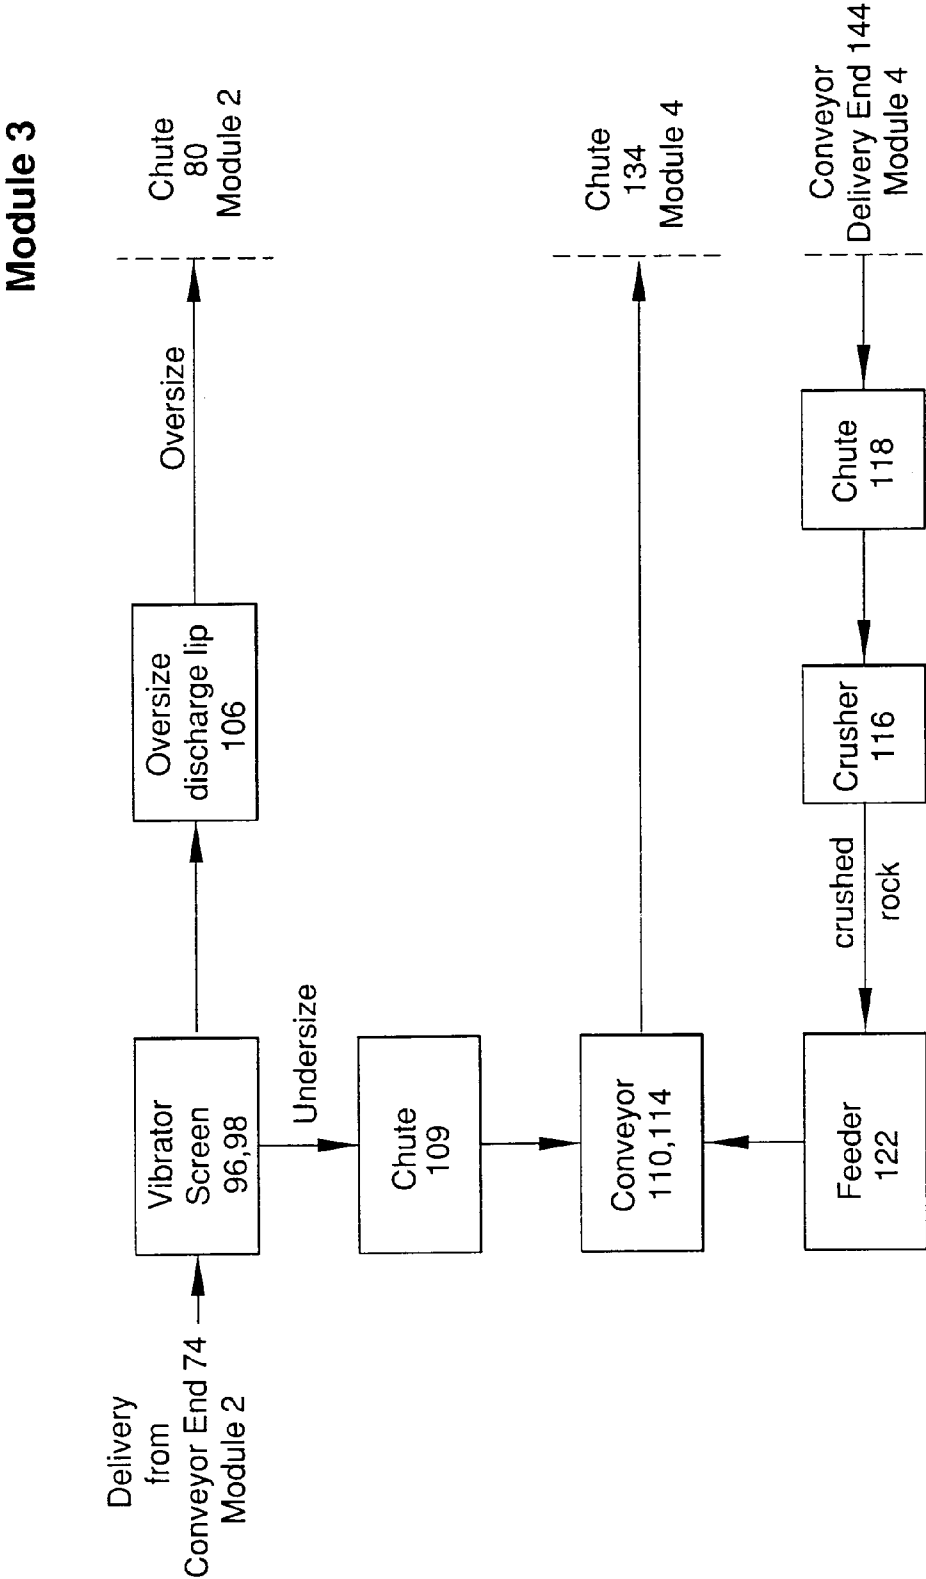 Module 3
Delivery
from
Conveyor End 74
Module 2
Vibrator
Screen
96,98
Oversize
discharge lip
106
Oversize
Chute
80
Module 2
Undersize
Chute
109
Conveyor
110,114
Chute
134
Module 4
Feeder
122
crushed
rock
Crusher
116
Chute
118
Conveyor
Delivery End 144
Module 4